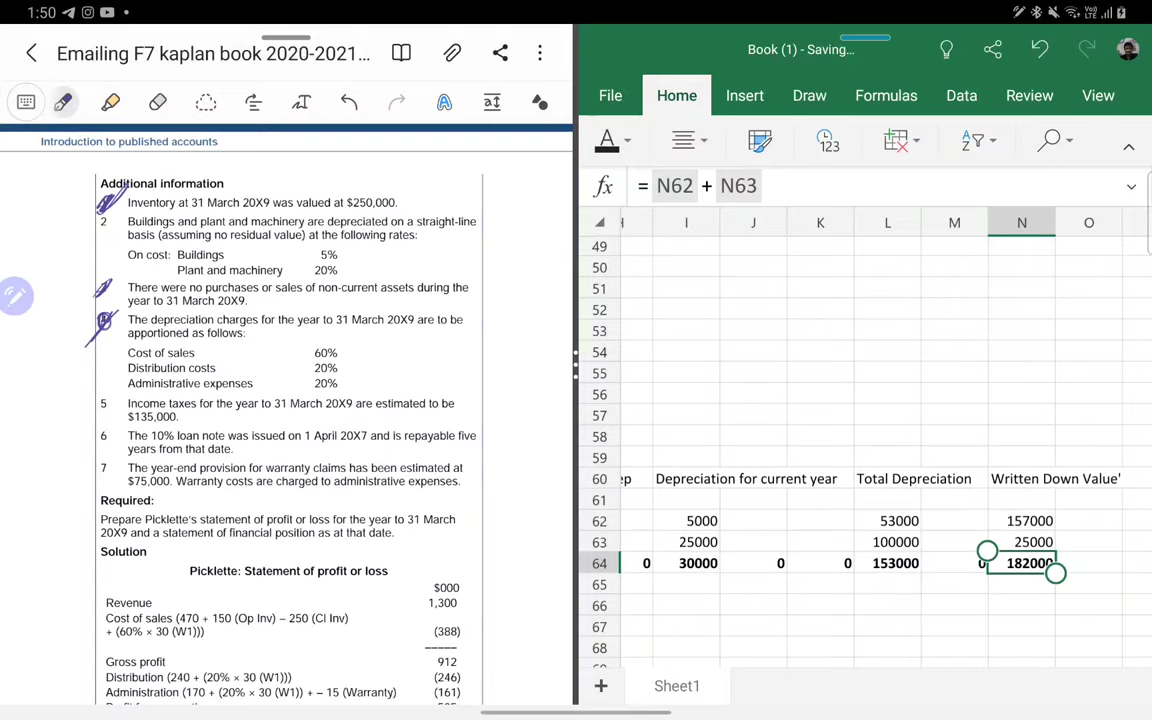 1:50
Emailing F7 kaplan book 2020-2021...
Introduction to published accounts
Additional information
Inventory at 31 March 20X9 was valued at $250,000.
2 Buildings and plant and machinery are depreciated on a straight-line
basis (assuming no residual value) at the following rates:
On cost: Buildings 5%
Plant and machinery 20%
There were no purchases or sales of non-current assets during the
year to 31 March 20X9.
The depreciation charges for the year to 31 March 20X9 are to be
apportioned as follows:
Cost of sales 60%
Distribution costs 20%
Administrative expenses 20%
5 Income taxes for the year to 31 March 20X9 are estimated to be
$135,000.
6 The 10% loan note was issued on 1 April 20X7 and is repayable five
years from that date.
7 The year-end provision for warranty claims has been estimated at
$75,000. Warranty costs are charged to administrative expenses.
Required:
Prepare Picklette's statement of profit or loss for the year to 31 March
20X9 and a statement of financial position as at that date.
Solution
Picklette: Statement of profit or loss
$000
Revenue 1,300
Cost of sales (470 + 150 (Op Inv) – 250 (Cl Inv)
+ (60% × 30 (W1))) (388)
Gross profit 912
Distribution (240 + (20% × 30 (W1))) (246)
Administration (170 + (20% × 30 (W1)) + – 15 (Warranty) (161)
Book (1) - Saving...
File Home Insert Draw Formulas Data Review View
A
123
fx = N62 + N63
H I J K L M N O
49
50
51
52
53
54
55
56
57
58
59
60 ep Depreciation for current year Total Depreciation Written Down Value'
61
62 5000 53000 157000
63 25000 100000 25000
64 0 30000 0 0 153000 0 182000
65
66
67
68
+ Sheet1